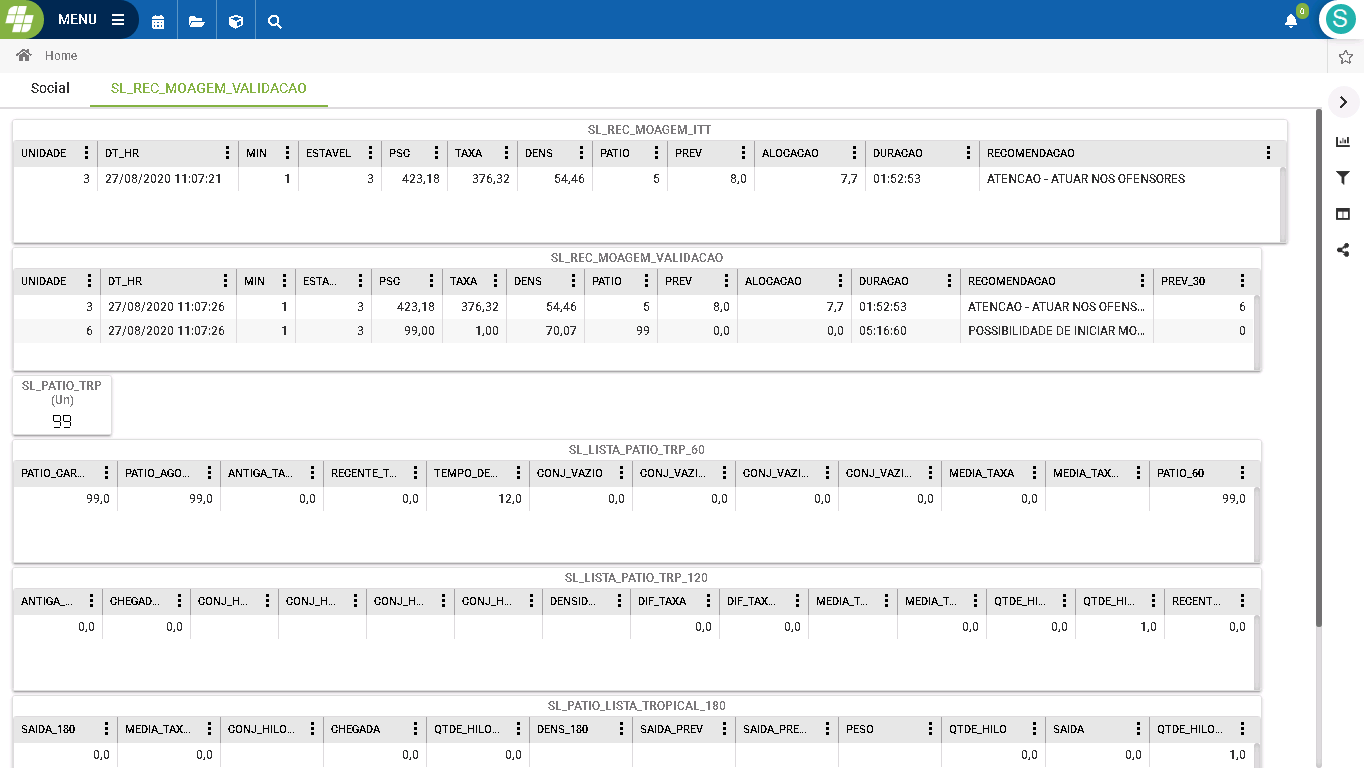 MENU
0
S
Home
Social SL_REC_MOAGEM_VALIDACAO
SL_REC_MOAGEM_ITT
UNIDADE DT_HR MIN ESTAVEL PSC TAXA DENS PATIO PREV ALOCACAO DURACAO RECOMENDACAO
3 27/08/2020 11:07:21 1 3 423,18 376,32 54,46 5 8,0 7,7 01:52:53 ATENCAO - ATUAR NOS OFENSORES
SL_REC_MOAGEM_VALIDACAO
UNIDADE DT_HR MIN ESTA... PSC TAXA DENS PATIO PREV ALOCACAO DURACAO RECOMENDACAO PREV_30
3 27/08/2020 11:07:26 1 3 423,18 376,32 54,46 5 8,0 7,7 01:52:53 ATENCAO - ATUAR NOS OFENS... 6
6 27/08/2020 11:07:26 1 3 99,00 1,00 70,07 99 0,0 0,0 05:16:60 POSSIBILIDADE DE INICIAR MO... 0
SL_PATIO_TRP
(Un)
99
SL_LISTA_PATIO_TRP_60
PATIO_CAR... PATIO_AGO... ANTIGA_TA... RECENTE_T... TEMPO_DE... CONJ_VAZIO CONJ_VAZI... CONJ_VAZI... CONJ_VAZI... MEDIA_TAXA MEDIA_TAX... PATIO_60
99,0 99,0 0,0 0,0 12,0 0,0 0,0 0,0 0,0 0,0 99,0
SL_LISTA_PATIO_TRP_120
ANTIGA_... CHEGAD... CONJ_H... CONJ_H... CONJ_H... CONJ_H... DENSID... DIF_TAXA DIF_TAX... MEDIA_T... MEDIA_T... QTDE_HI... QTDE_HI... RECENT...
0,0 0,0 0,0 0,0 0,0 0,0 1,0 0,0
SL_PATIO_LISTA_TROPICAL_180
SAIDA_180 MEDIA_TAX... CONJ_HILO... CHEGADA QTDE_HILO... DENS_180 SAIDA_PREV SAIDA_PRE... PESO QTDE_HILO SAIDA QTDE_HILO...
0,0 0,0 0,0 0,0 0,0 0,0 1,0